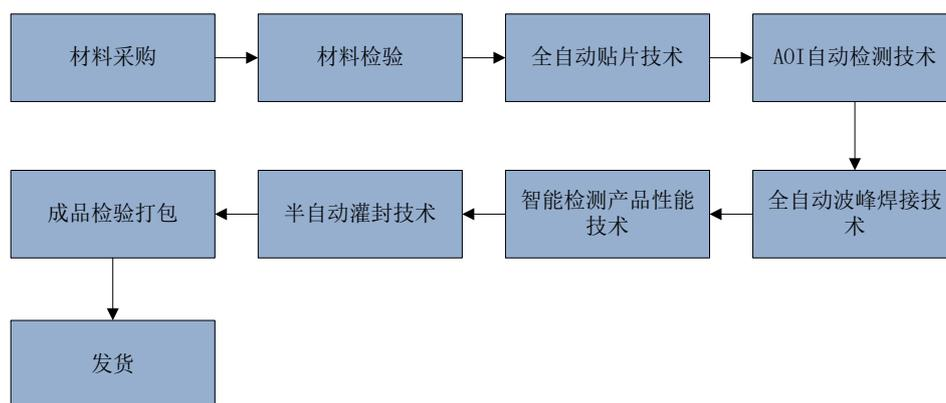 材料采购
材料检验
全自动贴片技术
AOI自动检测技术
全自动波峰焊接技
术
智能检测产品性能
技术
半自动灌封技术
成品检验打包
发货